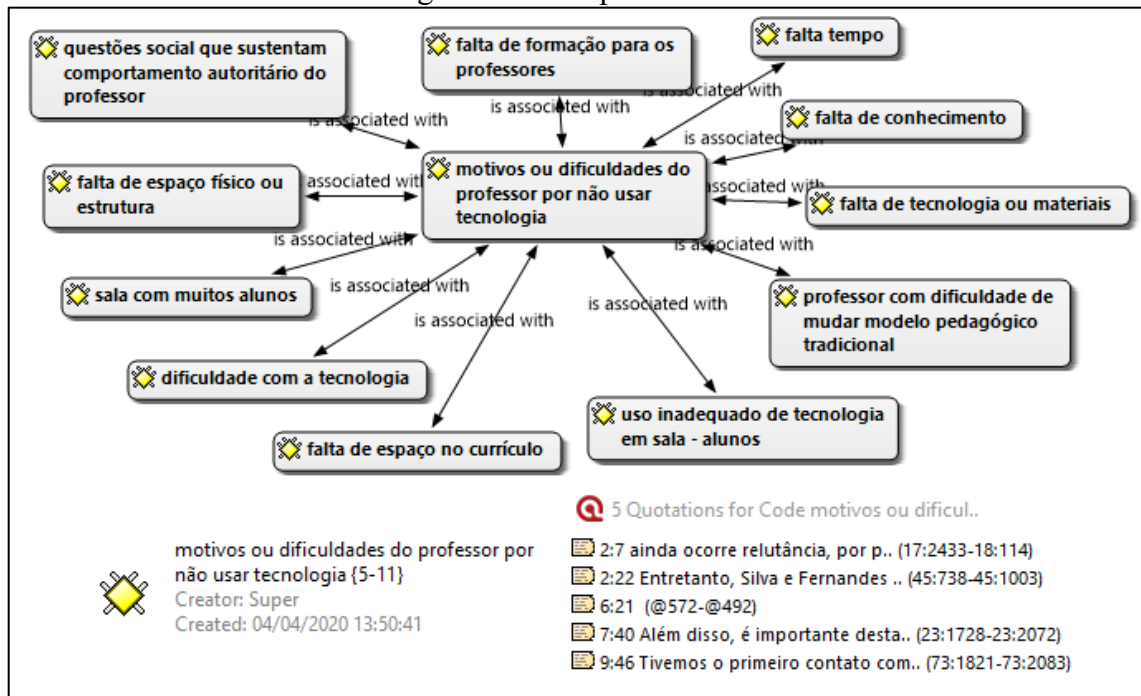 questões social que sustentam
comportamento autoritário do
professor
falta de formação para os
professores
falta tempo
is associated with
is associated with
is associated with
falta de conhecimento
is associated with
motivos ou dificuldades do
professor por não usar
tecnologia
falta de espaço físico ou
estrutura
associated with
is associated with
falta de tecnologia ou materiais
is associated with
is associated with
sala com muitos alunos
is associated with
is associated with
is associated with
professor com dificuldade de
mudar modelo pedagógico
tradicional
dificuldade com a tecnologia
uso inadequado de tecnologia
em sala - alunos
falta de espaço no currículo
5 Quotations for Code motivos ou dificul..
motivos ou dificuldades do professor por
não usar tecnologia {5-11}
Creator: Super
Created: 04/04/2020 13:50:41
2:7 ainda ocorre relutância, por p.. (17:2433-18:114)
2:22 Entretanto, Silva e Fernandes .. (45:738-45:1003)
6:21 (@572-@492)
7:40 Além disso, é importante desta.. (23:1728-23:2072)
9:46 Tivemos o primeiro contato com.. (73:1821-73:2083)